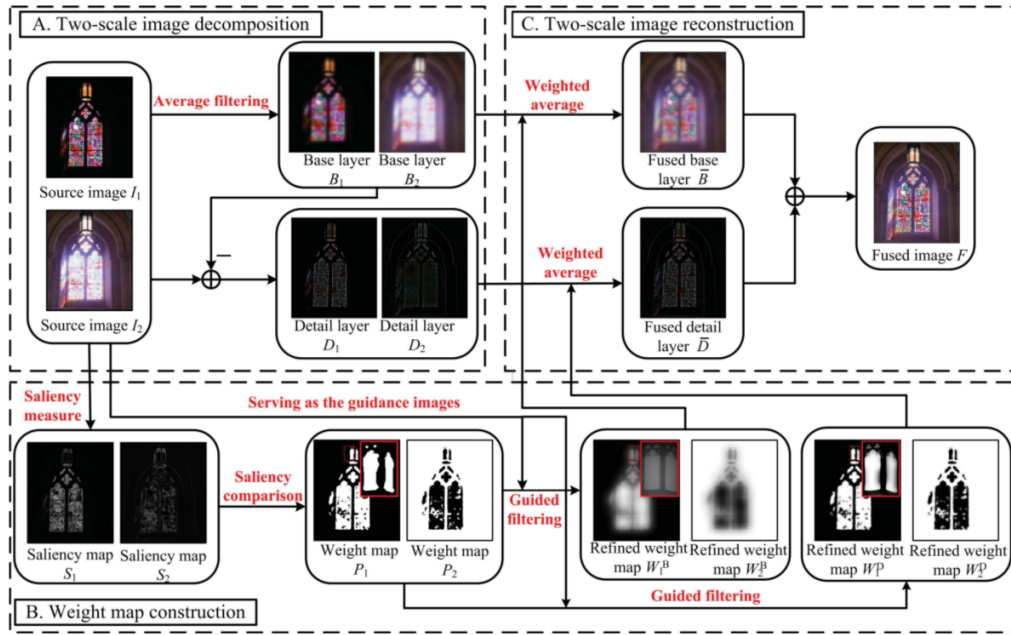 A. Two-scale image decomposition
Source image I₁
Source image I₂
Average filtering
Base layer
B₁
Base layer
B₂
−
Detail layer
D₁
Detail layer
D₂
C. Two-scale image reconstruction
Weighted
average
Fused base
layer B̅
Weighted
average
Fused detail
layer D̅
Fused image F
Saliency
measure
Serving as the guidance images
Saliency map
S₁
Saliency map
S₂
Saliency
comparison
Weight map
P₁
Weight map
P₂
Guided
filtering
Refined weight
map W₁ᴮ
Refined weight
map W₂ᴮ
Refined weight
map W₁ᴰ
Refined weight
map W₂ᴰ
Guided filtering
B. Weight map construction